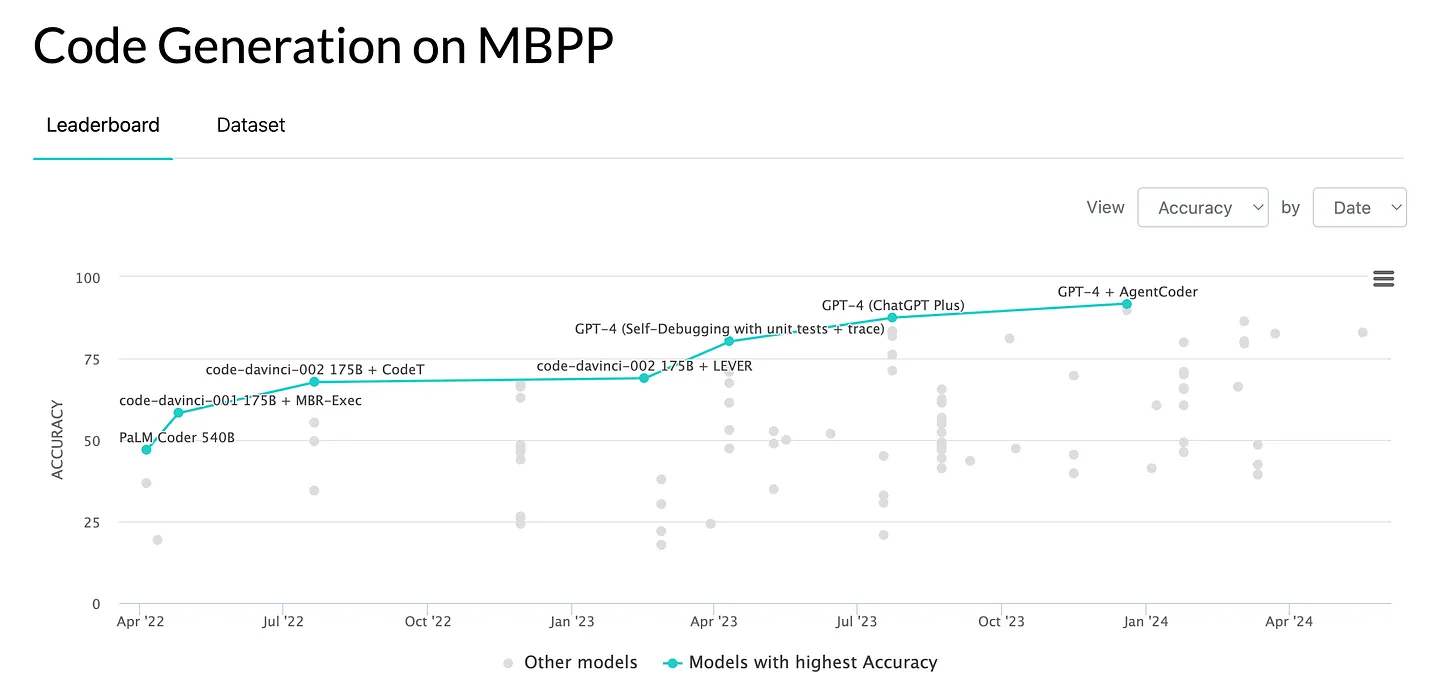 Code Generation on MBPP
Leaderboard Dataset
View Accuracy by Date
100
GPT-4 + AgentCoder
GPT-4 (ChatGPT Plus)
GPT-4 (Self-Debugging with unit tests + trace)
75
code-davinci-002 175B + LEVER
code-davinci-002 175B + CodeT
code-davinci-001 175B + MBR-Exec
PaLM Coder 540B
50
ACCURACY
25
0
Apr '22 Jul '22 Oct '22 Jan '23 Apr '23 Jul '23 Oct '23 Jan '24 Apr '24
Other models Models with highest Accuracy